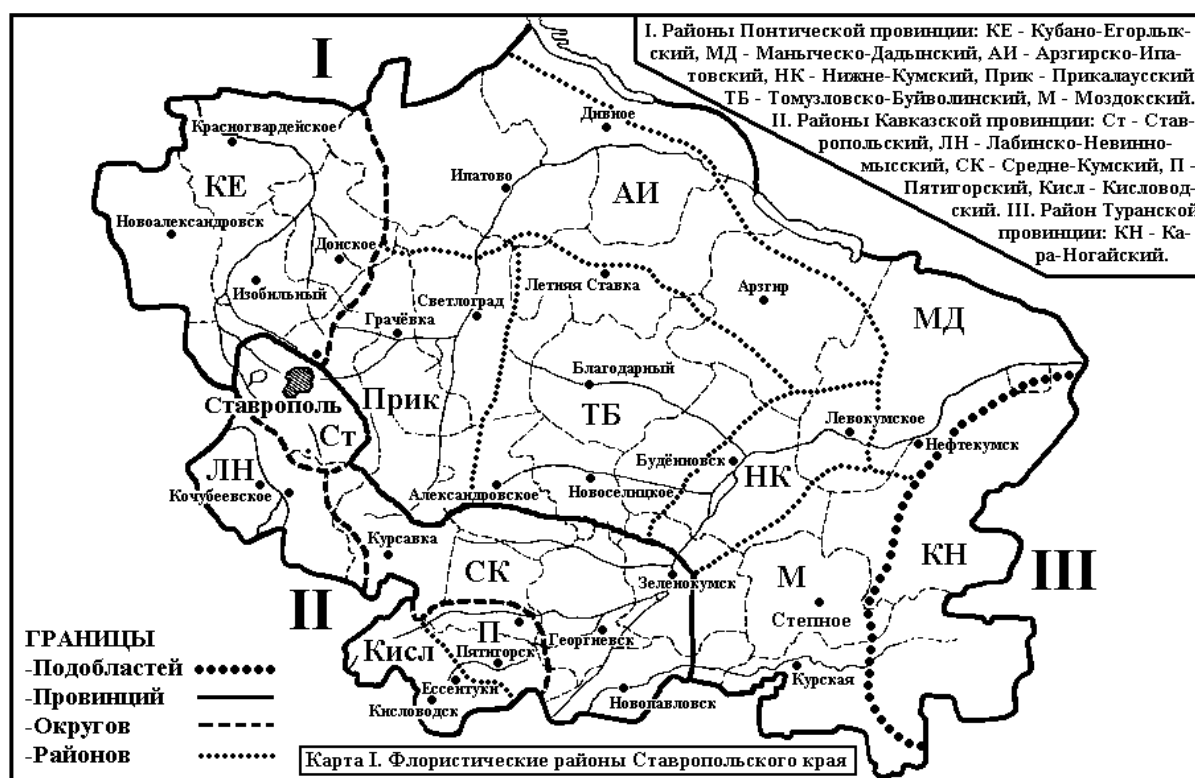 I. Районы Понтической провинции: КЕ - Кубано-Егорлык-
ский, МД - Маныческо-Дадынский, АИ - Арзгирско-Ипа-
товский, НК - Нижне-Кумский, Прик - Прикалаусский
ТБ - Томузловско-Буйволинский, М - Моздокский.
II. Районы Кавказской провинции: Ст - Став-
ропольский, ЛН - Лабинско-Невинно-
мысский, СК - Средне-Кумский, П -
Пятигорский, Кисл - Кисловод-
ский. III. Район Туранской
провинции: КН - Ка-
ра-Ногайский.
I
Дивное
Красногвардейское
Ипатово
КЕ
АИ
Новоалександровск
Донское
Изобильный
Летняя Ставка
Арзгир
Светлоград
МД
Грачёвка
Благодарный
Ставрополь
Прик
ТБ
Ст
Левокумское
Нефтекумск
ЛН
Будённовск
НК
Кочубеевское
Александровское
Новоселицкое
Курсавка
КН
СК
Зеленокумск
М
III
II
Степное
П
Георгиевск
Кисл
Пятигорск
Ессентуки
Курская
Кисловодск
Новопавловск
ГРАНИЦЫ
-Подобластей
-Провинций
-Округов
-Районов
Карта I. Флористические районы Ставропольского края